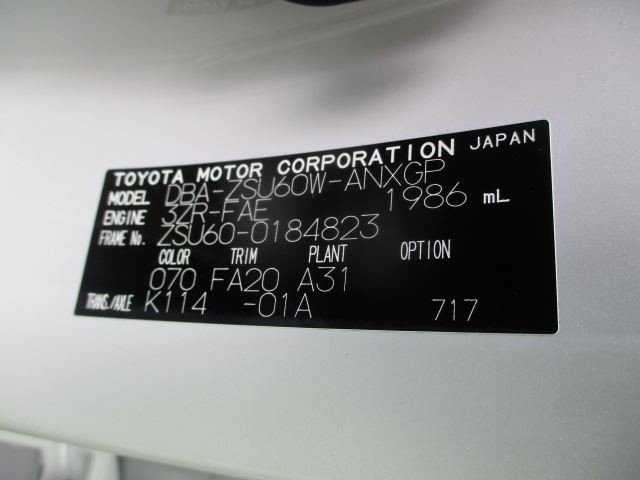 TOYOTA MOTOR CORPORATION JAPAN
MODEL DBA-ZSU60W-ANXGP
ENGINE 3ZR-FAE 1986 mL
FRAME No. ZSU60-0184823
COLOR TRIM PLANT OPTION
070 FA20 A31
TRANS./AXLE K114 -01A 717